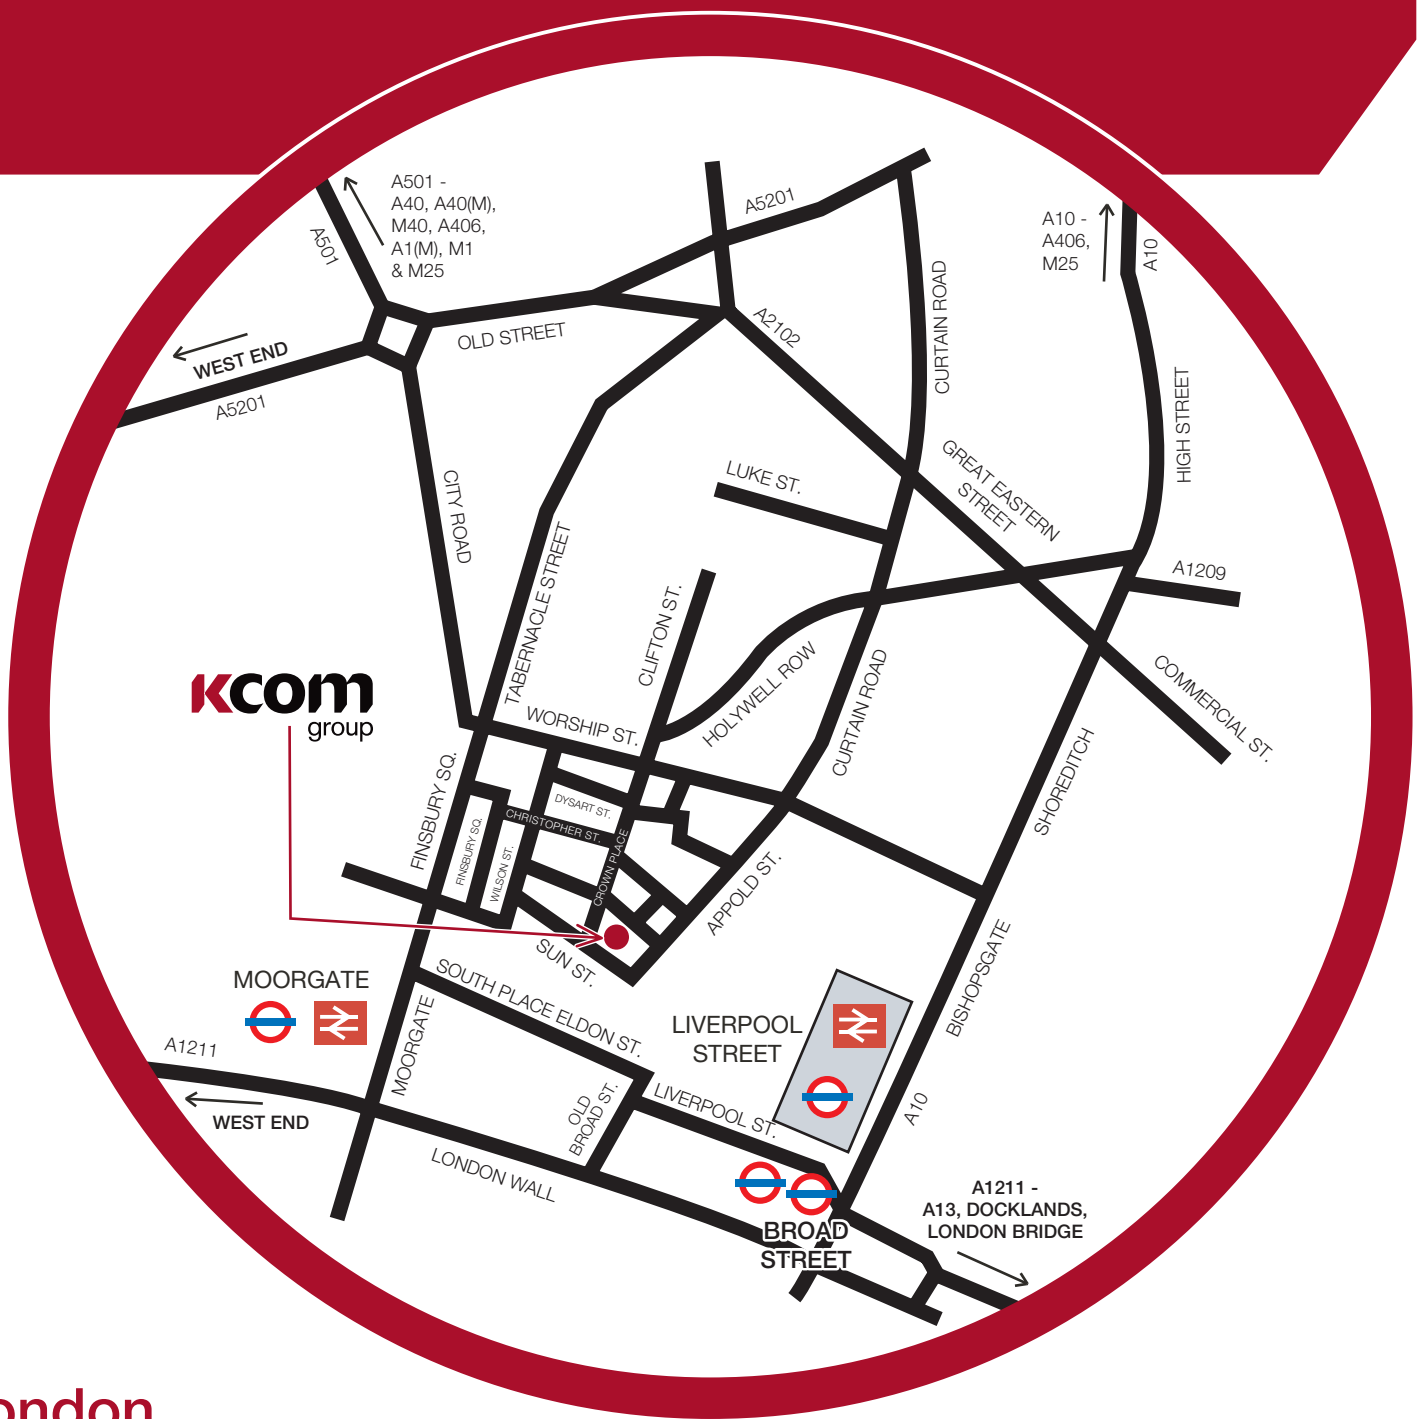 A501 -
A40, A40(M),
M40, A406,
A1(M), M1
& M25
A501
A5201
A10 -
A406,
M25
A10
WEST END
A5201
OLD STREET
A2102
CURTAIN ROAD
HIGH STREET
CITY ROAD
LUKE ST.
GREAT EASTERN
STREET
A1209
TABERNACLE STREET
CLIFTON ST.
HOLYWELL ROW
CURTAIN ROAD
COMMERCIAL ST.
kcom
group
WORSHIP ST.
SHOREDITCH
FINSBURY SQ.
FINSBURY SQ.
DYSART ST.
CHRISTOPHER ST.
WILSON ST.
CROWN PLACE
APPOLD ST.
SUN ST.
BISHOPSGATE
MOORGATE
SOUTH PLACE ELDON ST.
LIVERPOOL
STREET
MOORGATE
A1211
WEST END
OLD
BROAD ST.
LIVERPOOL ST.
A10
LONDON WALL
BROAD
STREET
A1211 -
A13, DOCKLANDS,
LONDON BRIDGE
ondon